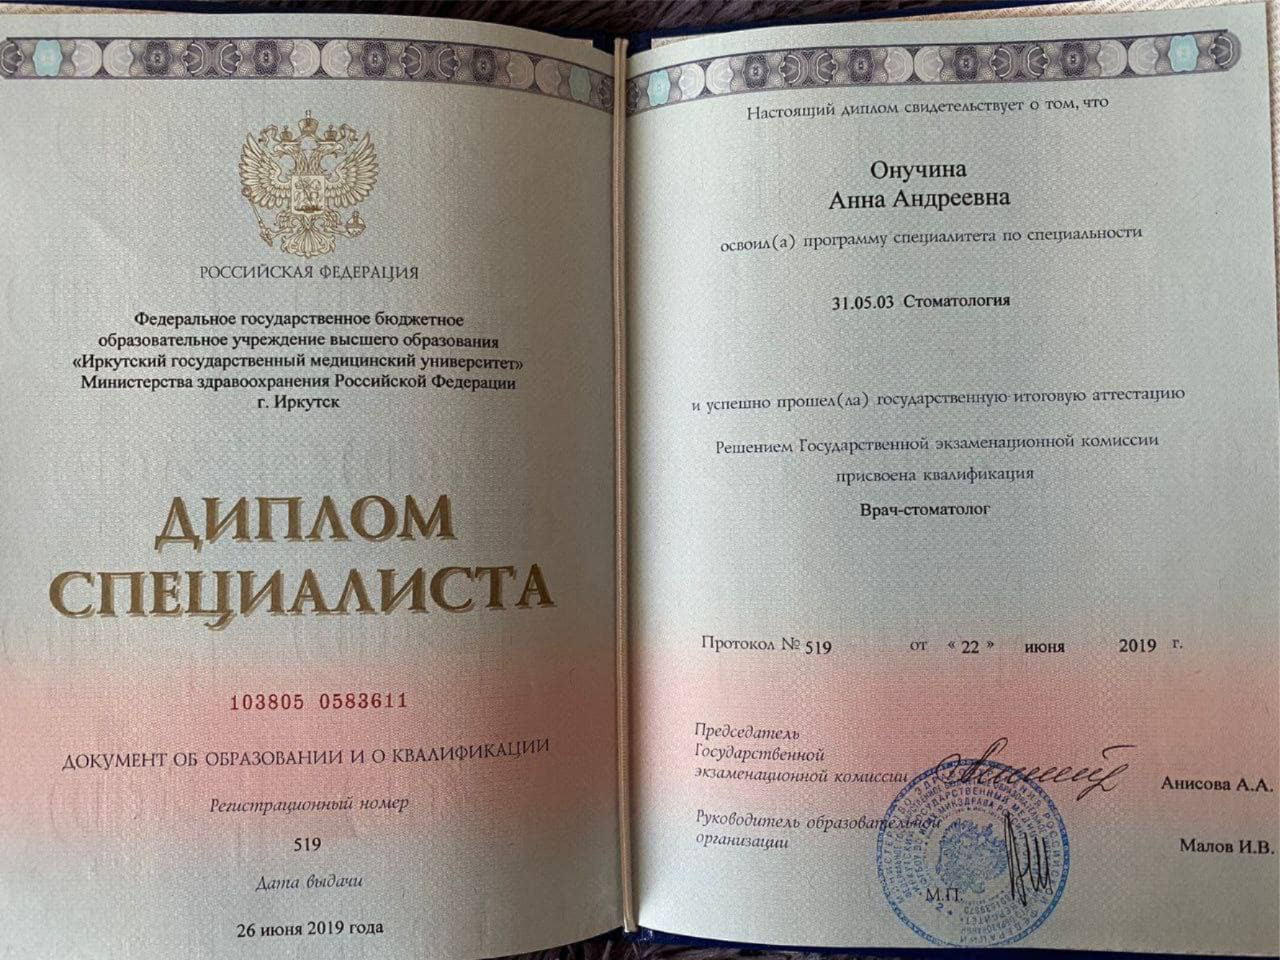 РОССИЙСКАЯ ФЕДЕРАЦИЯ
Федеральное государственное бюджетное
образовательное учреждение высшего образования
«Иркутский государственный медицинский университет»
Министерства здравоохранения Российской Федерации
г. Иркутск
ДИПЛОМ
СПЕЦИАЛИСТА
103805 0583611
ДОКУМЕНТ ОБ ОБРАЗОВАНИИ И О КВАЛИФИКАЦИИ
Регистрационный номер
519
Дата выдачи
26 июня 2019 года
Настоящий диплом свидетельствует о том, что
Онучина
Анна Андреевна
освоил(а) программу специалитета по специальности
31.05.03 Стоматология
и успешно прошел(ла) государственную итоговую аттестацию
Решением Государственной экзаменационной комиссии
присвоена квалификация
Врач-стоматолог
Протокол № 519 от « 22 » июня 2019 г.
Председатель
Государственной
экзаменационной комиссии
Анисова А.А.
Руководитель образовательной
организации
Малов И.В.
М.П.